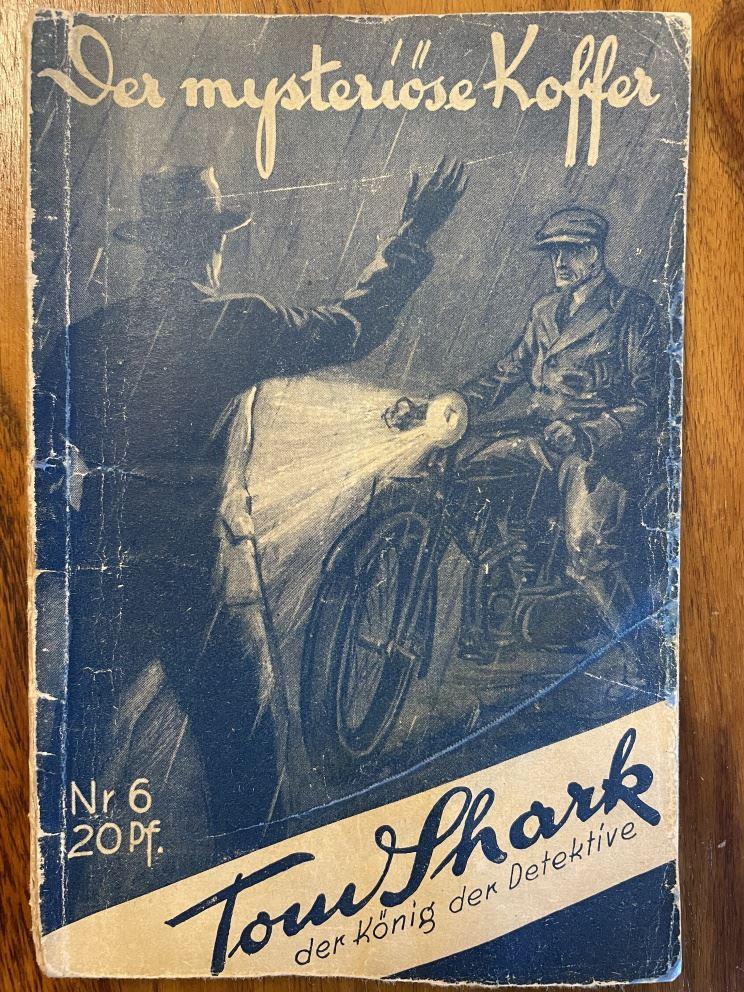 Der mysteriöse Koffer
Nr 6
20 Pf.
Tom Shark
der König der Detektive